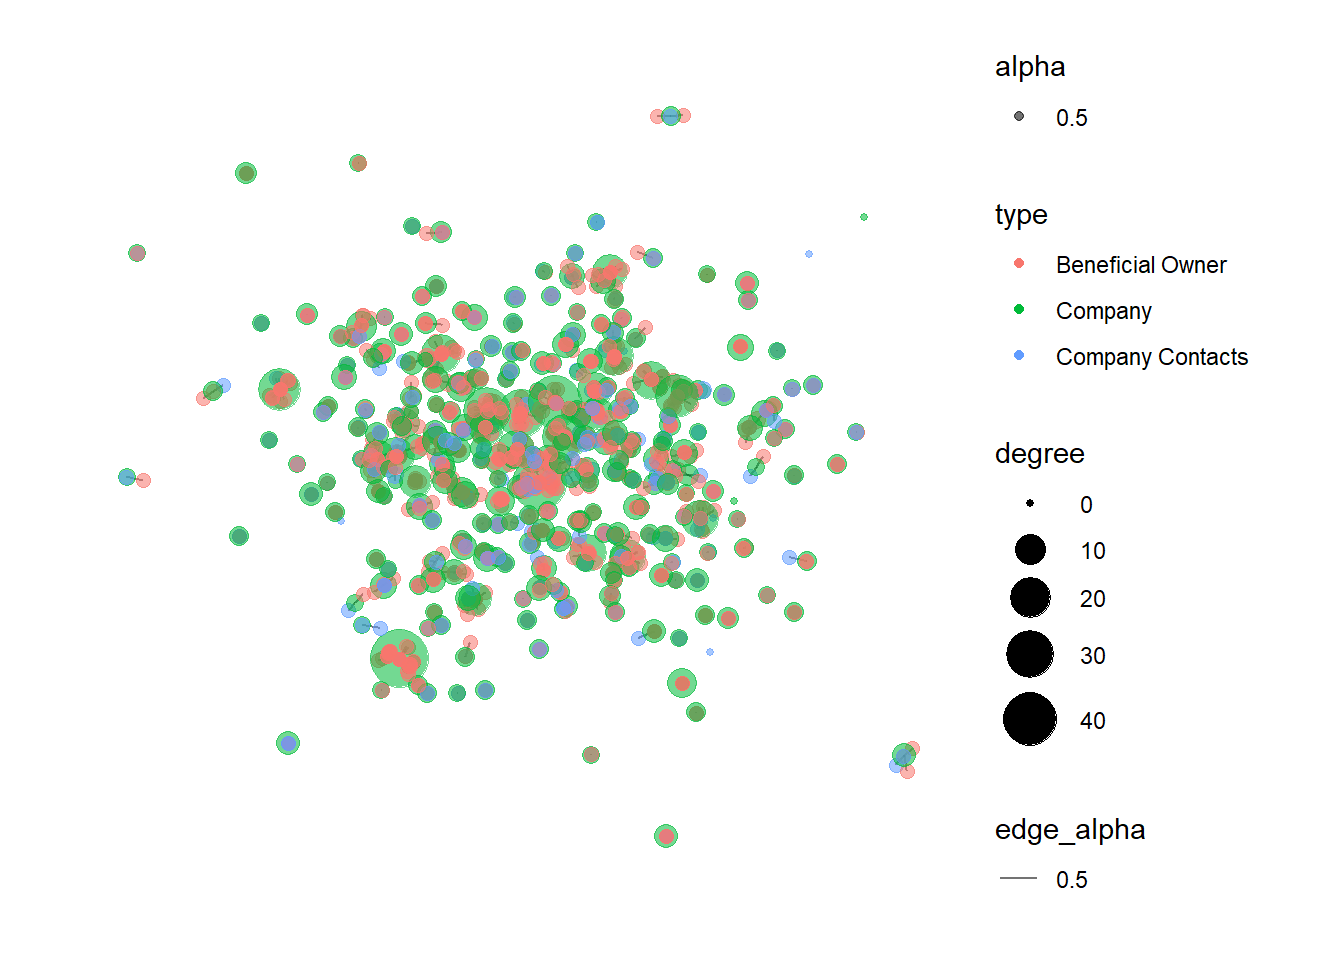 alpha
0.5
type
Beneficial Owner
Company
Company Contacts
degree
0
10
20
30
40
edge_alpha
0.5